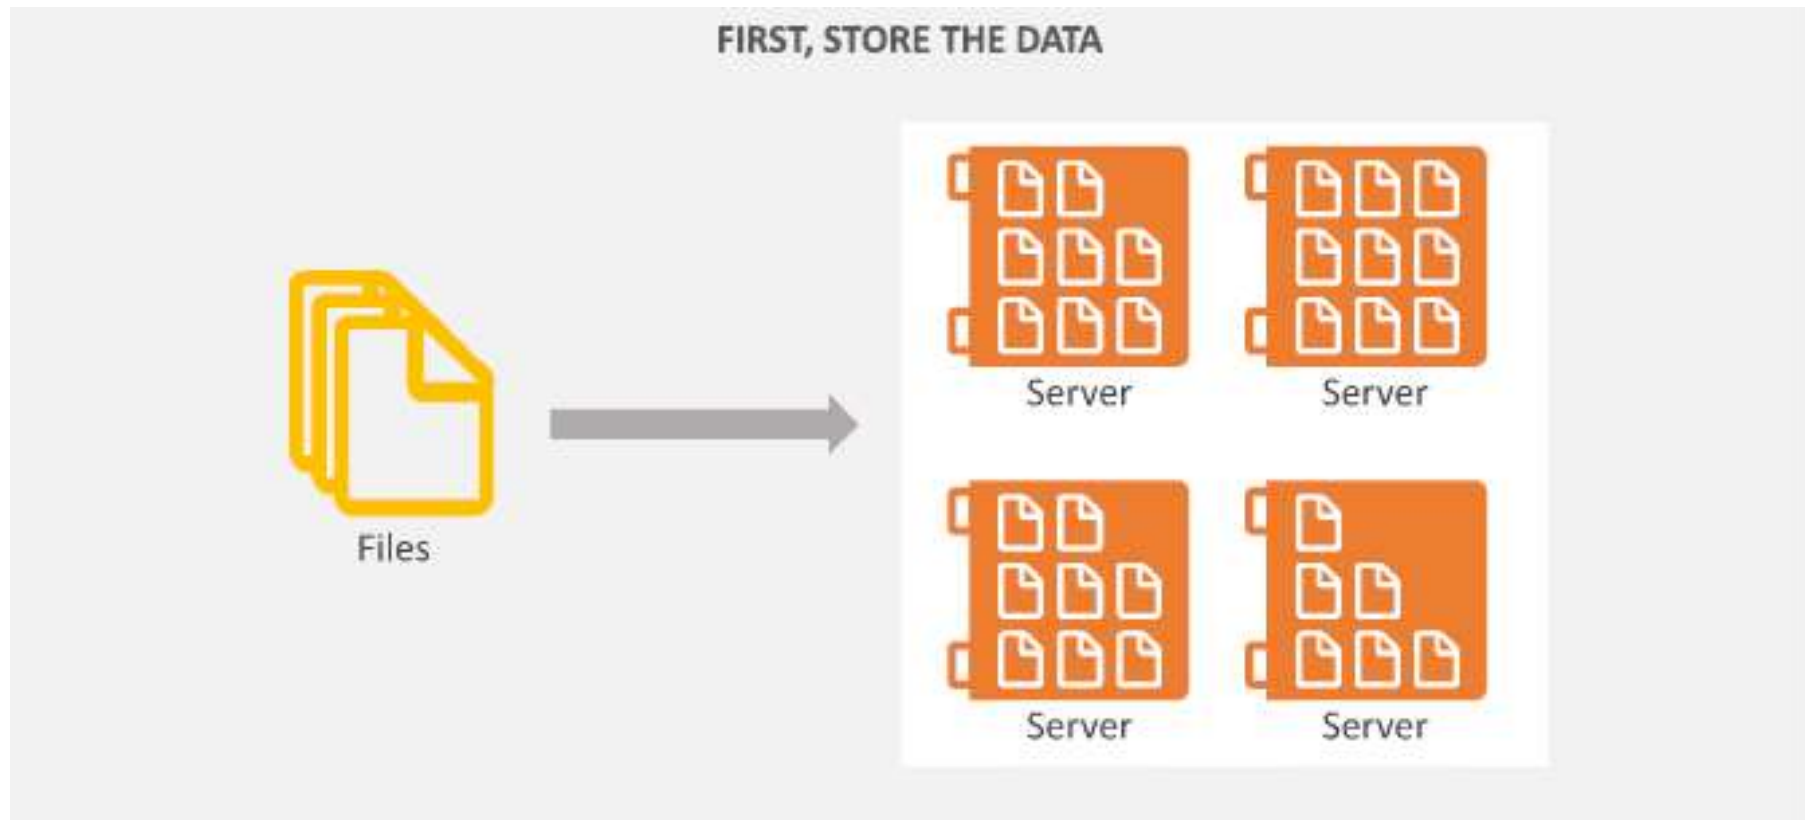 FIRST, STORE THE DATA
Server
Server
Files
Server
Server